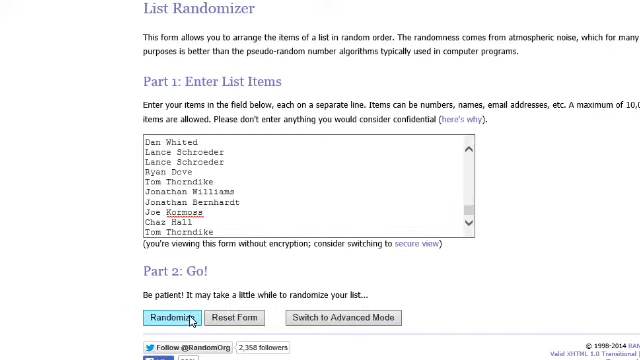 List Randomizer
This form allows you to arrange the items of a list in random order. The randomness comes from atmospheric noise, which for many
purposes is better than the pseudo-random number algorithms typically used in computer programs.
Part 1: Enter List Items
Enter your items in the field below, each on a separate line. Items can be numbers, names, email addresses, etc. A maximum of 10,0
items are allowed. Please don't enter anything you would consider confidential (here's why).
Dan Whited
Lance Schroeder
Lance Schroeder
Ryan Dove
Tom Thorndike
Jonathan Williams
Jonathan Bernhardt
Joe Kormoss
Chaz Hall
Tom Thorndike
(you're viewing this form without encryption; consider switching to secure view)
Part 2: Go!
Be patient! It may take a little while to randomize your list...
Randomize Reset Form Switch to Advanced Mode
© 1998-2014 RAN
Follow @RandomOrg 2,358 followers
Valid XHTML 1.0 Transitional